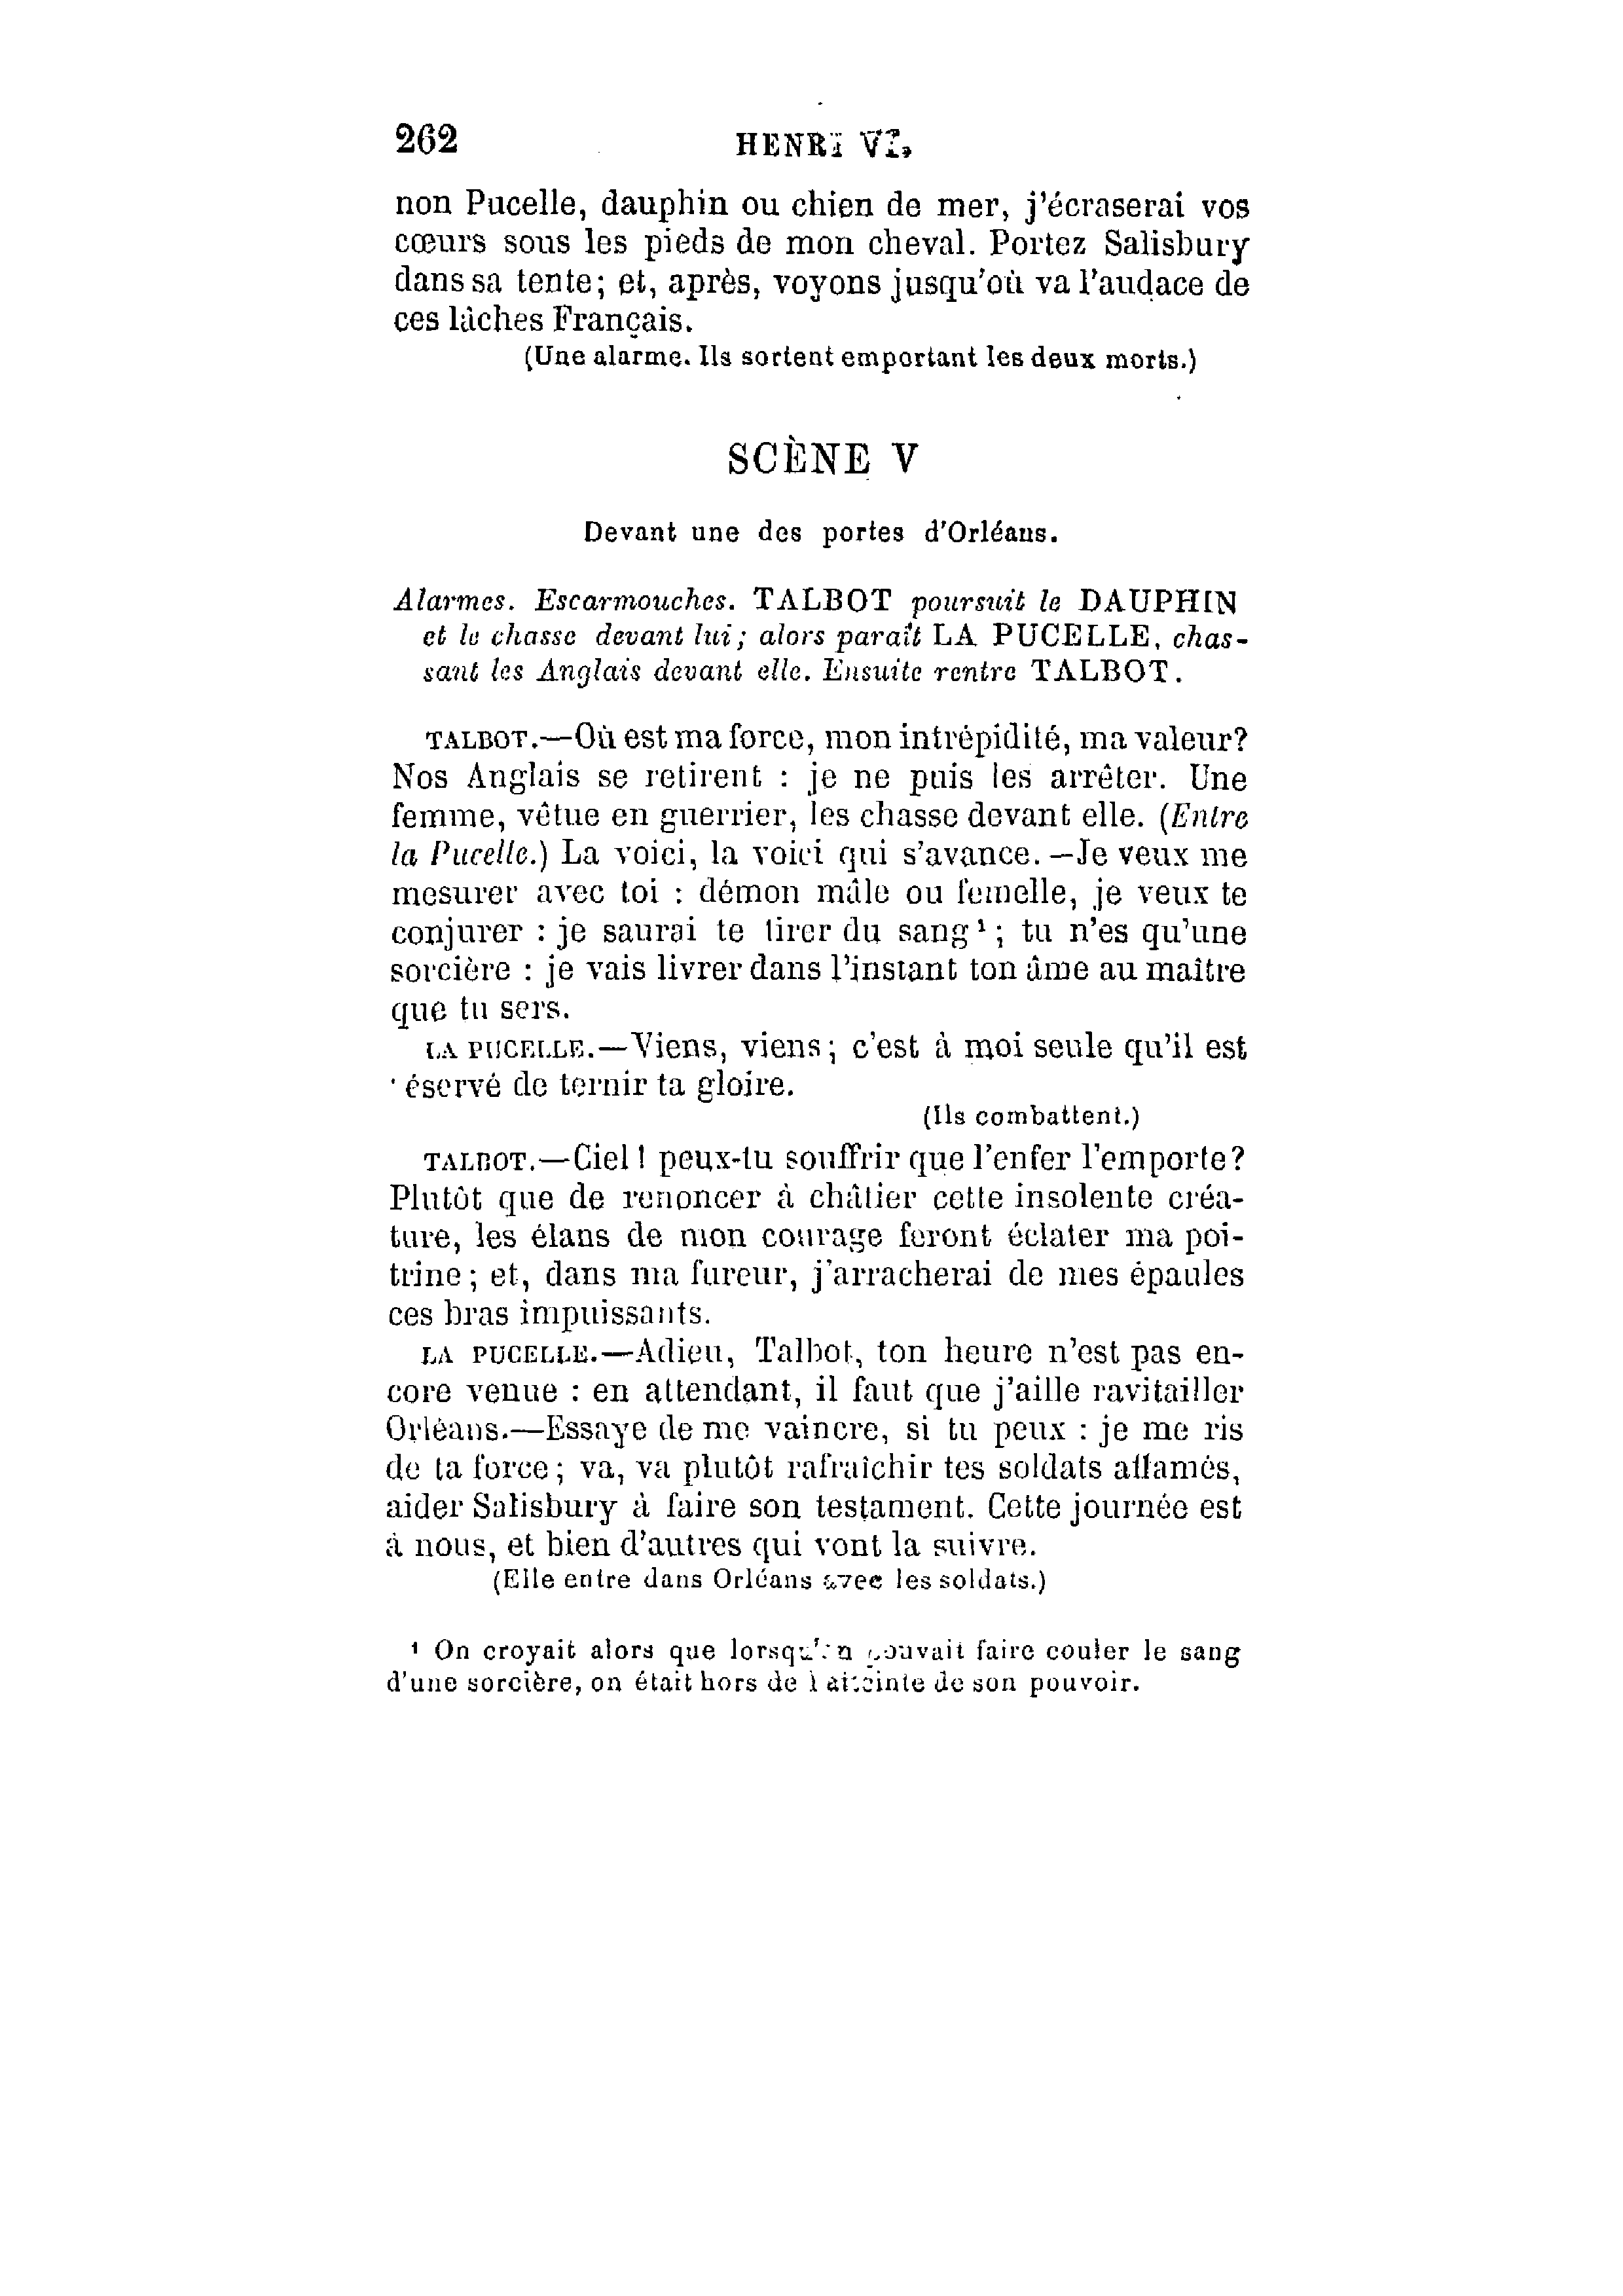 262 HENRI VI,
non Pucelle, dauphin ou chien de mer, j'écraserai vos
cœurs sous les pieds de mon cheval. Portez Salisbury
dans sa tente; et, après, voyons jusqu'où va l'audace de
ces lâches Français.
(Une alarme. Ils sortent emportant les deux morts.)
SCÈNE V
Devant une des portes d'Orléans.
Alarmes. Escarmouches. TALBOT poursuit le DAUPHIN
et le chasse devant lui; alors paraît LA PUCELLE, chas-
sant les Anglais devant elle. Ensuite rentre TALBOT.
TALBOT.—Où est ma force, mon intrépidité, ma valeur?
Nos Anglais se retirent : je ne puis les arrêter. Une
femme, vêtue en guerrier, les chasse devant elle. (Entre
la Pucelle.) La voici, la voici qui s'avance. —Je veux me
mesurer avec toi : démon mâle ou femelle, je veux te
conjurer : je saurai te tirer du sang¹; tu n'es qu'une
sorcière : je vais livrer dans l'instant ton âme au maître
que tu sers.
LA PUCELLE.—Viens, viens; c'est à moi seule qu'il est
éservé de ternir ta gloire.
(Ils combattent.)
TALBOT.—Ciel! peux-tu souffrir que l'enfer l'emporte?
Plutôt que de renoncer à châtier cette insolente créa-
ture, les élans de mon courage feront éclater ma poi-
trine; et, dans ma fureur, j'arracherai de mes épaules
ces bras impuissants.
LA PUCELLE.—Adieu, Talbot, ton heure n'est pas en-
core venue : en attendant, il faut que j'aille ravitailler
Orléans.—Essaye de me vaincre, si tu peux : je me ris
de ta force; va, va plutôt rafraîchir tes soldats affamés,
aider Salisbury à faire son testament. Cette journée est
à nous, et bien d'autres qui vont la suivre.
(Elle entre dans Orléans avec les soldats.)
¹ On croyait alors que lorsqu'on pouvait faire couler le sang
d'une sorcière, on était hors de l'atteinte de son pouvoir.